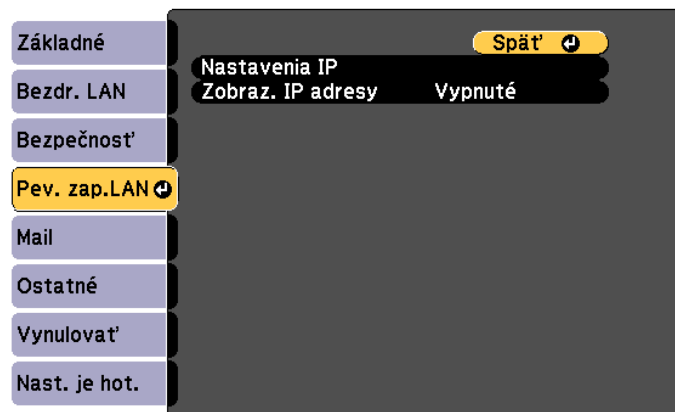 Základné
Bezdr. LAN
Bezpečnosť
Pev. zap.LAN
Mail
Ostatné
Vynulovať
Nast. je hot.
Späť
Nastavenia IP
Zobraz. IP adresy Vypnuté